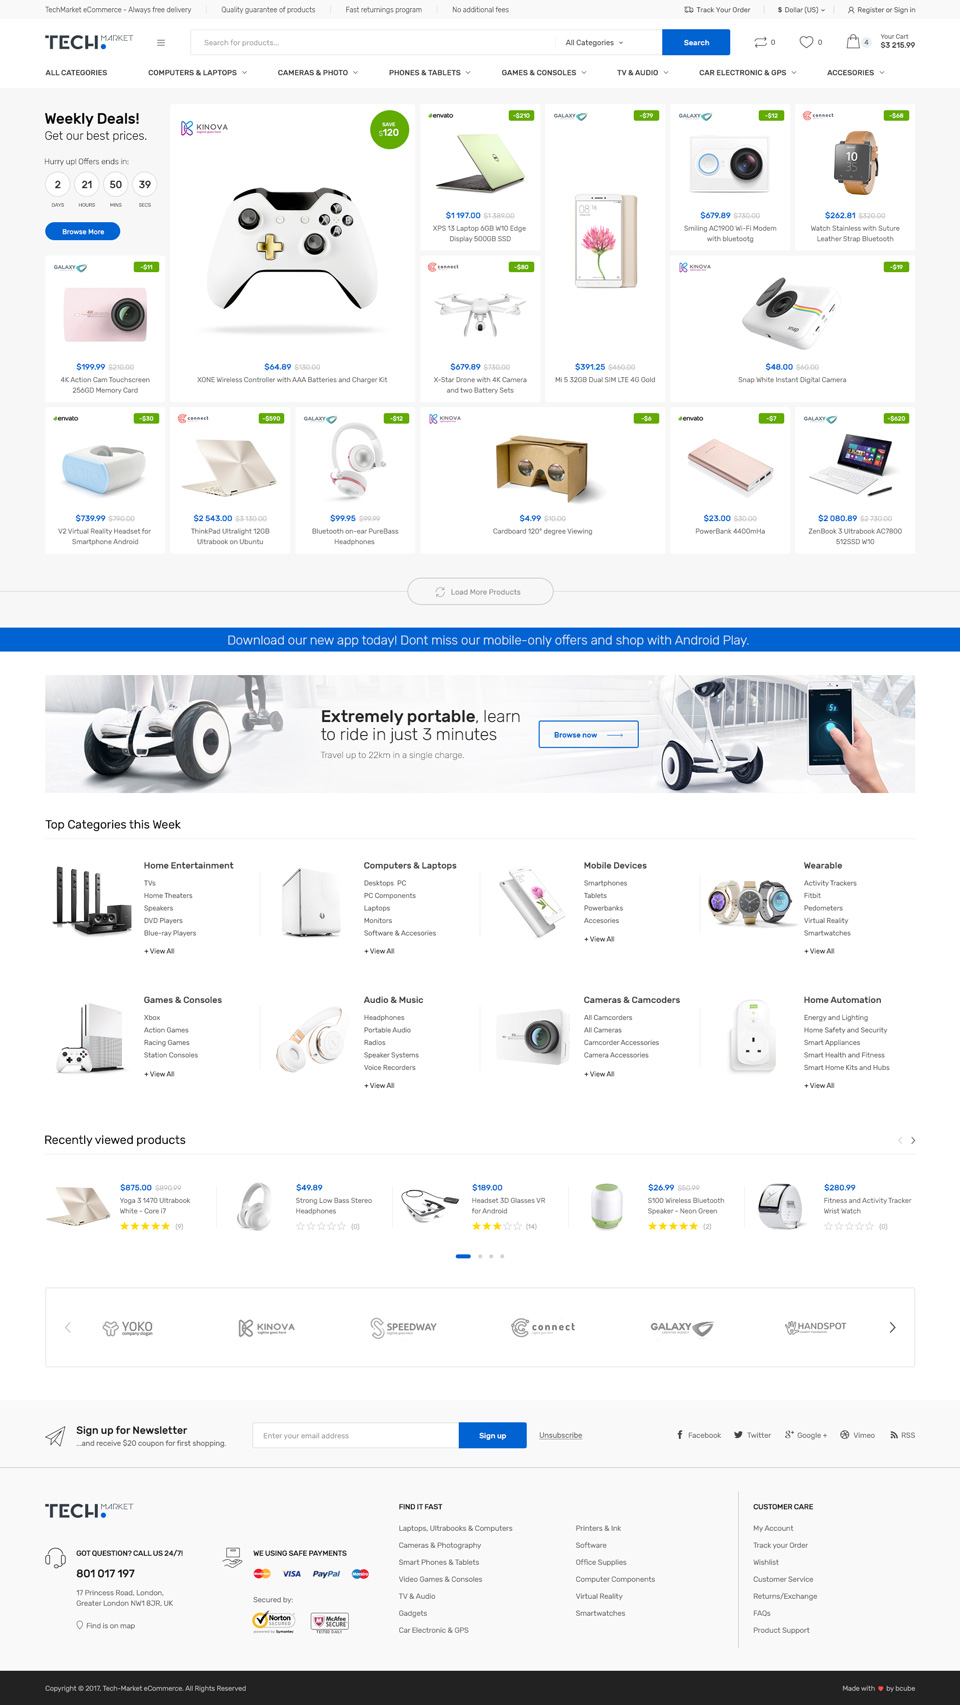 TechMarket eCommerce - Always free delivery
Quality guarantee of products
Fast returnings program
No additional fees
Track Your Order
$ Dollar (US)
Register or Sign in
TECH MARKET
Search for products...
All Categories
Search
0
0
4
Your Cart
$3 215.99
ALL CATEGORIES
COMPUTERS & LAPTOPS
CAMERAS & PHOTO
PHONES & TABLETS
GAMES & CONSOLES
TV & AUDIO
CAR ELECTRONIC & GPS
ACCESORIES
Weekly Deals!
Get our best prices.
Hurry up! Offers ends in:
2
21
50
39
DAYS
HOURS
MINS
SECS
Browse More
KINOVA
SAVE
$120
$64.89 $130.00
XONE Wireless Controller with AAA Batteries and Charger Kit
envato
-$210
$1 197.00 $1 389.00
XPS 13 Laptop 6GB W10 Edge
Display 500GB SSD
GALAXY
-$79
08:16
$391.25 $460.00
Mi 5 32GB Dual SIM LTE 4G Gold
GALAXY
-$12
$679.89 $730.00
Smiling AC1900 Wi-Fi Modem
with bluetootg
connect
-$68
10
$262.81 $320.00
Watch Stainless with Suture
Leather Strap Bluetooth
GALAXY
-$11
$199.99 $210.00
4K Action Cam Touchscreen
256GD Memory Card
connect
-$80
$679.89 $730.00
X-Star Drone with 4K Camera
and two Battery Sets
KINOVA
-$19
snap
$48.00 $60.00
Snap White Instant Digital Camera
envato
-$30
$739.99 $790.00
V2 Virtual-Reality Headset for
Smartphone Android
connect
-$590
$2 543.00 $3 130.00
ThinkPad Ultralight 12GB
Ultrabook on Ubuntu
GALAXY
-$12
$99.95 $99.99
Bluetooth on-ear PureBass
Headphones
KINOVA
-$6
$4.99 $10.00
Cardboard 120° degree Viewing
envato
-$7
$23.00 $30.00
PowerBank 4400mHa
GALAXY
-$620
$2 080.89 $2 730.00
ZenBook 3 Ultrabook AC7800
512SSD W10
Load More Products
Download our new app today! Dont miss our mobile-only offers and shop with Android Play.
Extremely portable, learn
to ride in just 3 minutes
Travel up to 22km in a single charge.
Browse now
Top Categories this Week
Home Entertainment
TVs
Home Theaters
Speakers
DVD Players
Blue-ray Players
+ View All
Computers & Laptops
Desktops PC
PC Components
Laptops
Monitors
Software & Accesories
+ View All
Mobile Devices
Smartphones
Tablets
Powerbanks
Accesories
+ View All
Wearable
Activity Trackers
Fitbit
Pedometers
Virtual Reality
Smartwatches
+ View All
Games & Consoles
Xbox
Action Games
Racing Games
Station Consoles
+ View All
Audio & Music
Headphones
Portable Audio
Radios
Speaker Systems
Voice Recorders
+ View All
Cameras & Camcoders
All Camcorders
All Cameras
Camcorder Accessories
Camera Accessories
+ View All
Home Automation
Energy and Lighting
Home Safety and Security
Smart Appliances
Smart Health and Fitness
Smart Home Kits and Hubs
+ View All
Recently viewed products
$875.00 $890.99
Yoga 3 1470 Ultrabook
White - Core i7
(9)
$49.89
Strong Low Bass Stereo
Headphones
(0)
$189.00
Headset 3D Glasses VR
for Android
(14)
$26.99 $50.99
S100 Wireless Bluetooth
Speaker - Neon Green
(2)
$280.99
Fitness and Activity Tracker
Wrist Watch
(0)
YOKO
company slogan
KINOVA
tagline goes here
SPEEDWAY
connect
GALAXY
HANDSPOT
Sign up for Newsletter
...and receive $20 coupon for first shopping.
Enter your email address
Sign up
Unsubscribe
Facebook
Twitter
Google +
Vimeo
RSS
TECH MARKET
GOT QUESTION? CALL US 24/7!
801 017 197
17 Princess Road, London,
Greater London NW1 8JR, UK
Find is on map
WE USING SAFE PAYMENTS
MasterCard
VISA
PayPal
Maestro
Secured by:
Norton
SECURED
powered by Symantec
McAfee
SECURE
TESTED DAILY
FIND IT FAST
Laptops, Ultrabooks & Computers
Cameras & Photography
Smart Phones & Tablets
Video Games & Consoles
TV & Audio
Gadgets
Car Electronic & GPS
Printers & Ink
Software
Office Supplies
Computer Components
Virtual Reality
Smartwatches
CUSTOMER CARE
My Account
Track your Order
Wishlist
Customer Service
Returns/Exchange
FAQs
Product Support
Copyright © 2017, Tech-Market eCommerce. All Rights Reserved
Made with ♥ by bcube